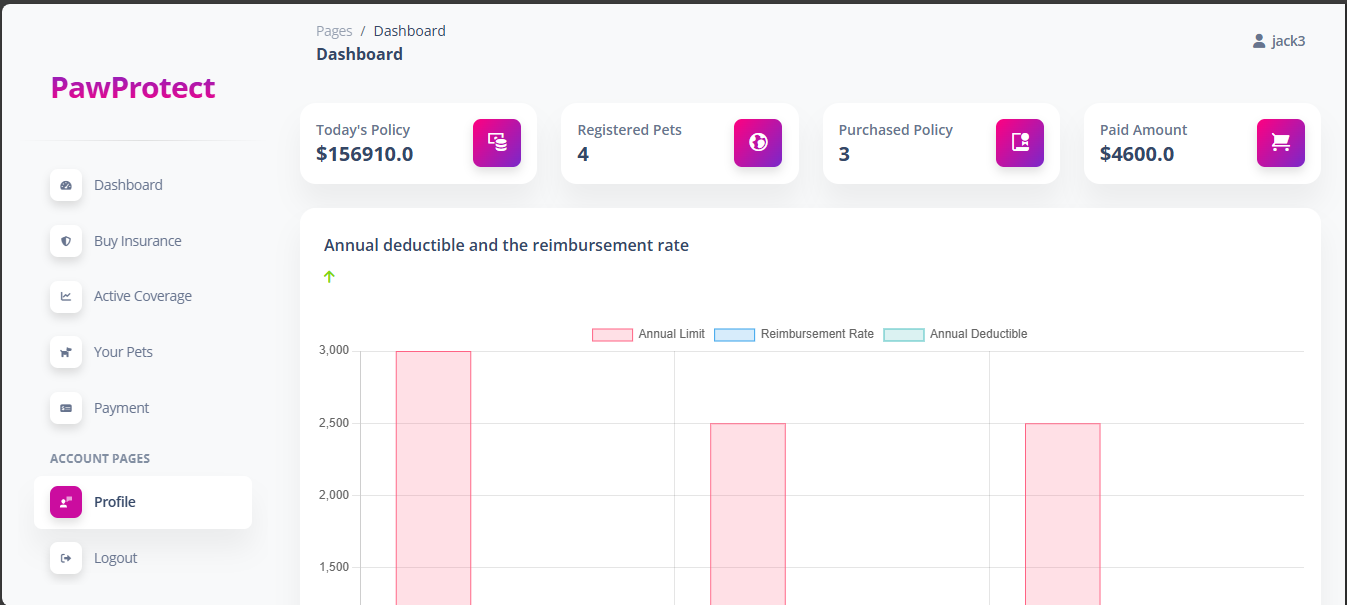 Pages / Dashboard
Dashboard
jack3
PawProtect
Dashboard
Buy Insurance
Active Coverage
Your Pets
Payment
ACCOUNT PAGES
Profile
Logout
Today's Policy
$156910.0
Registered Pets
4
Purchased Policy
3
Paid Amount
$4600.0
Annual deductible and the reimbursement rate
Annual Limit Reimbursement Rate Annual Deductible
3,000
2,500
2,000
1,500